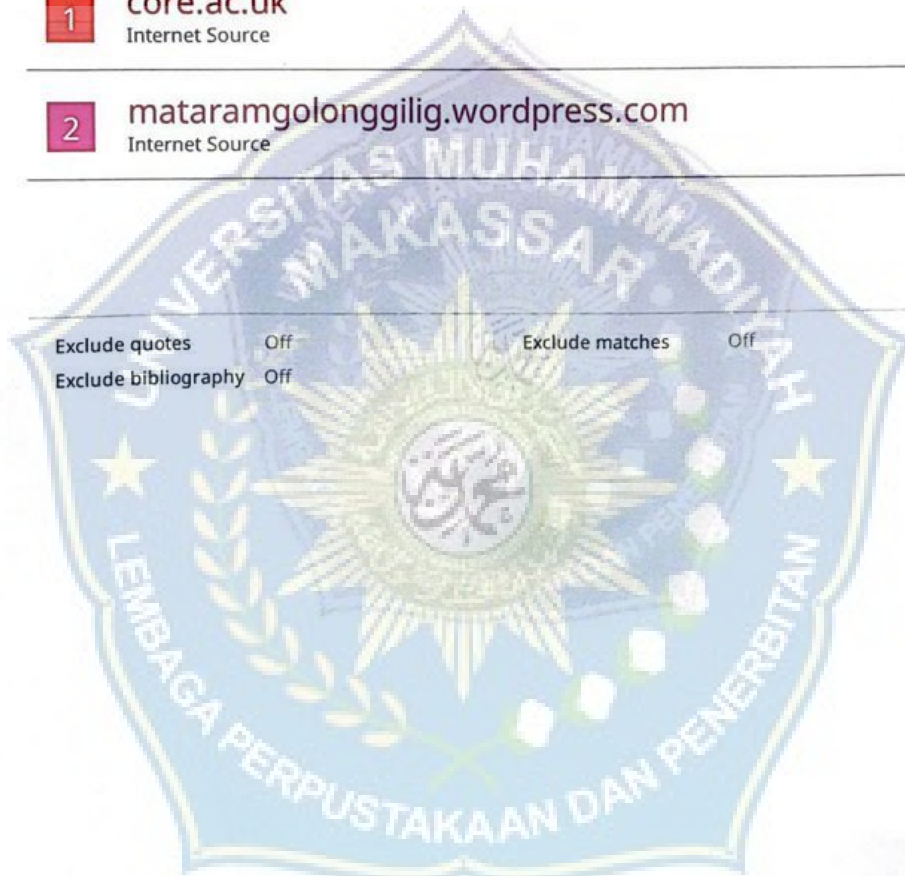 1 core.ac.uk
Internet Source
2 mataramgolonggilig.wordpress.com
Internet Source
UNIVERSITAS MUHAMMADIYAH
MAKASSAR
Exclude quotes Off Exclude matches Off
Exclude bibliography Off
LEMBAGA PERPUSTAKAAN DAN PENERBITAN